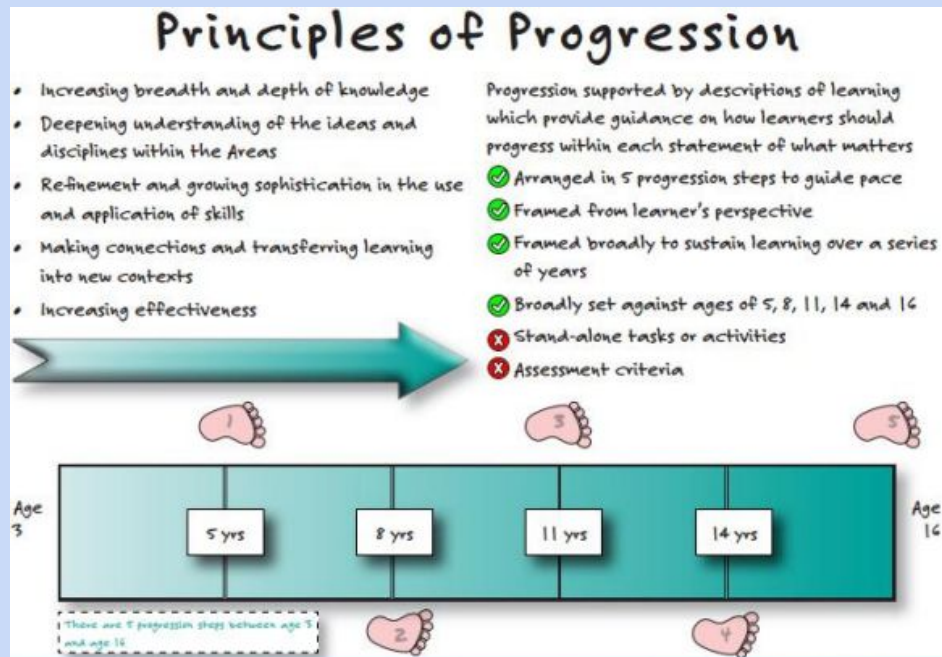 Principles of Progression
• Increasing breadth and depth of knowledge
• Deepening understanding of the ideas and
disciplines within the Areas
• Refinement and growing sophistication in the use
and application of skills
• Making connections and transferring learning
into new contexts
• Increasing effectiveness
Progression supported by descriptions of learning
which provide guidance on how learners should
progress within each statement of what matters
Arranged in 5 progression steps to guide pace
Framed from learner's perspective
Framed broadly to sustain learning over a series
of years
Broadly set against ages of 5, 8, 11, 14 and 16
Stand-alone tasks or activities
Assessment criteria
1
3
5
Age
3
5 yrs
8 yrs
11 yrs
14 yrs
Age
16
There are 5 progression steps between age 3
and age 16
2
4